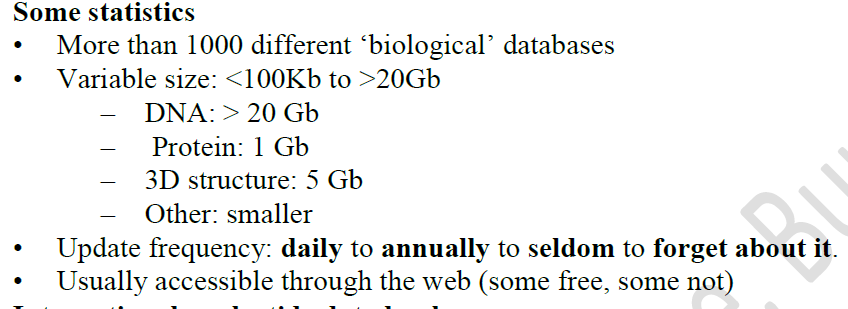 Some statistics
• More than 1000 different ‘biological’ databases
• Variable size: <100Kb to >20Gb
– DNA: > 20 Gb
– Protein: 1 Gb
– 3D structure: 5 Gb
– Other: smaller
• Update frequency: daily to annually to seldom to forget about it.
• Usually accessible through the web (some free, some not)